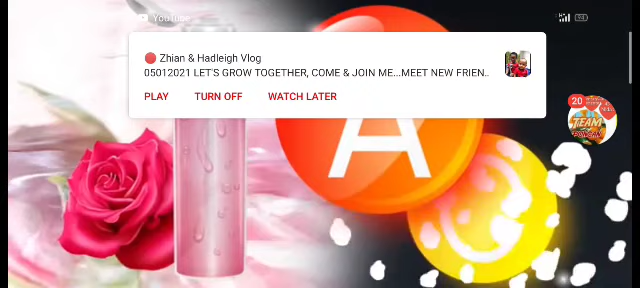 YouTube
94
🔴 Zhian & Hadleigh Vlog
05012021 LET'S GROW TOGETHER, COME & JOIN ME...MEET NEW FRIEN..
PLAY
TURN OFF
WATCH LATER
20
TEAM
A